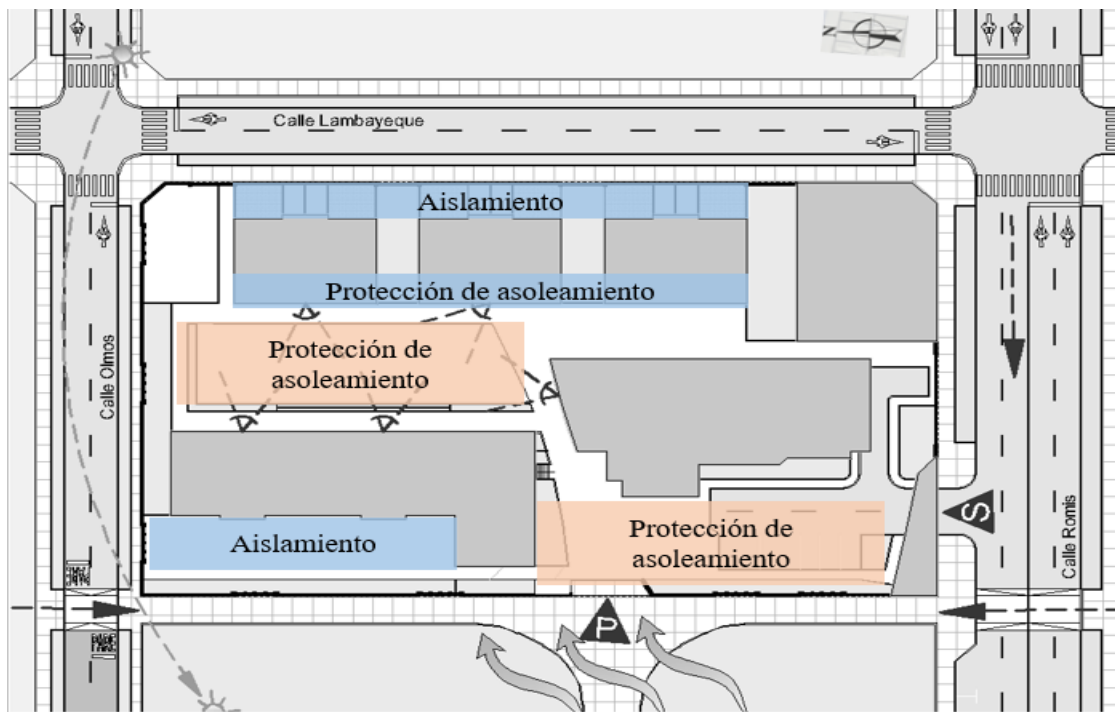 N
Calle Lambayeque
Aislamiento
Protección de asoleamiento
Protección de
asoleamiento
Calle Olmos
Aislamiento
Protección de
asoleamiento
S
Calle Romis
P